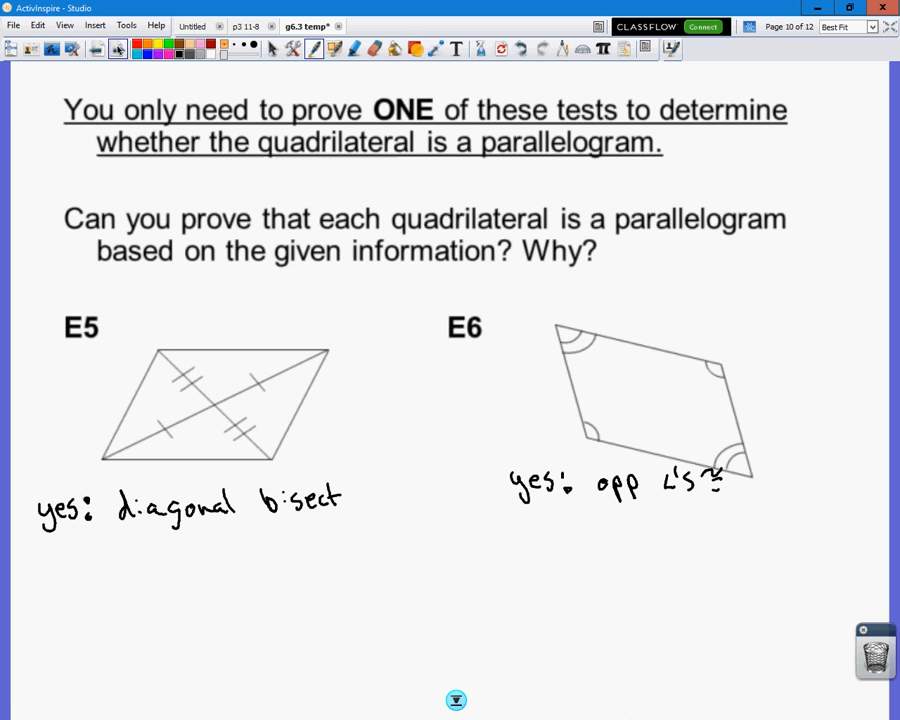 ActivInspire - Studio
File Edit View Insert Tools Help
Untitled
p3 11-8
g6.3 temp*
CLASSFLOW Connect
Page 10 of 12
Best Fit
You only need to prove ONE of these tests to determine
whether the quadrilateral is a parallelogram.
Can you prove that each quadrilateral is a parallelogram
based on the given information? Why?
E5
E6
yes: diagonal bisect
yes: opp ∠'s ≅